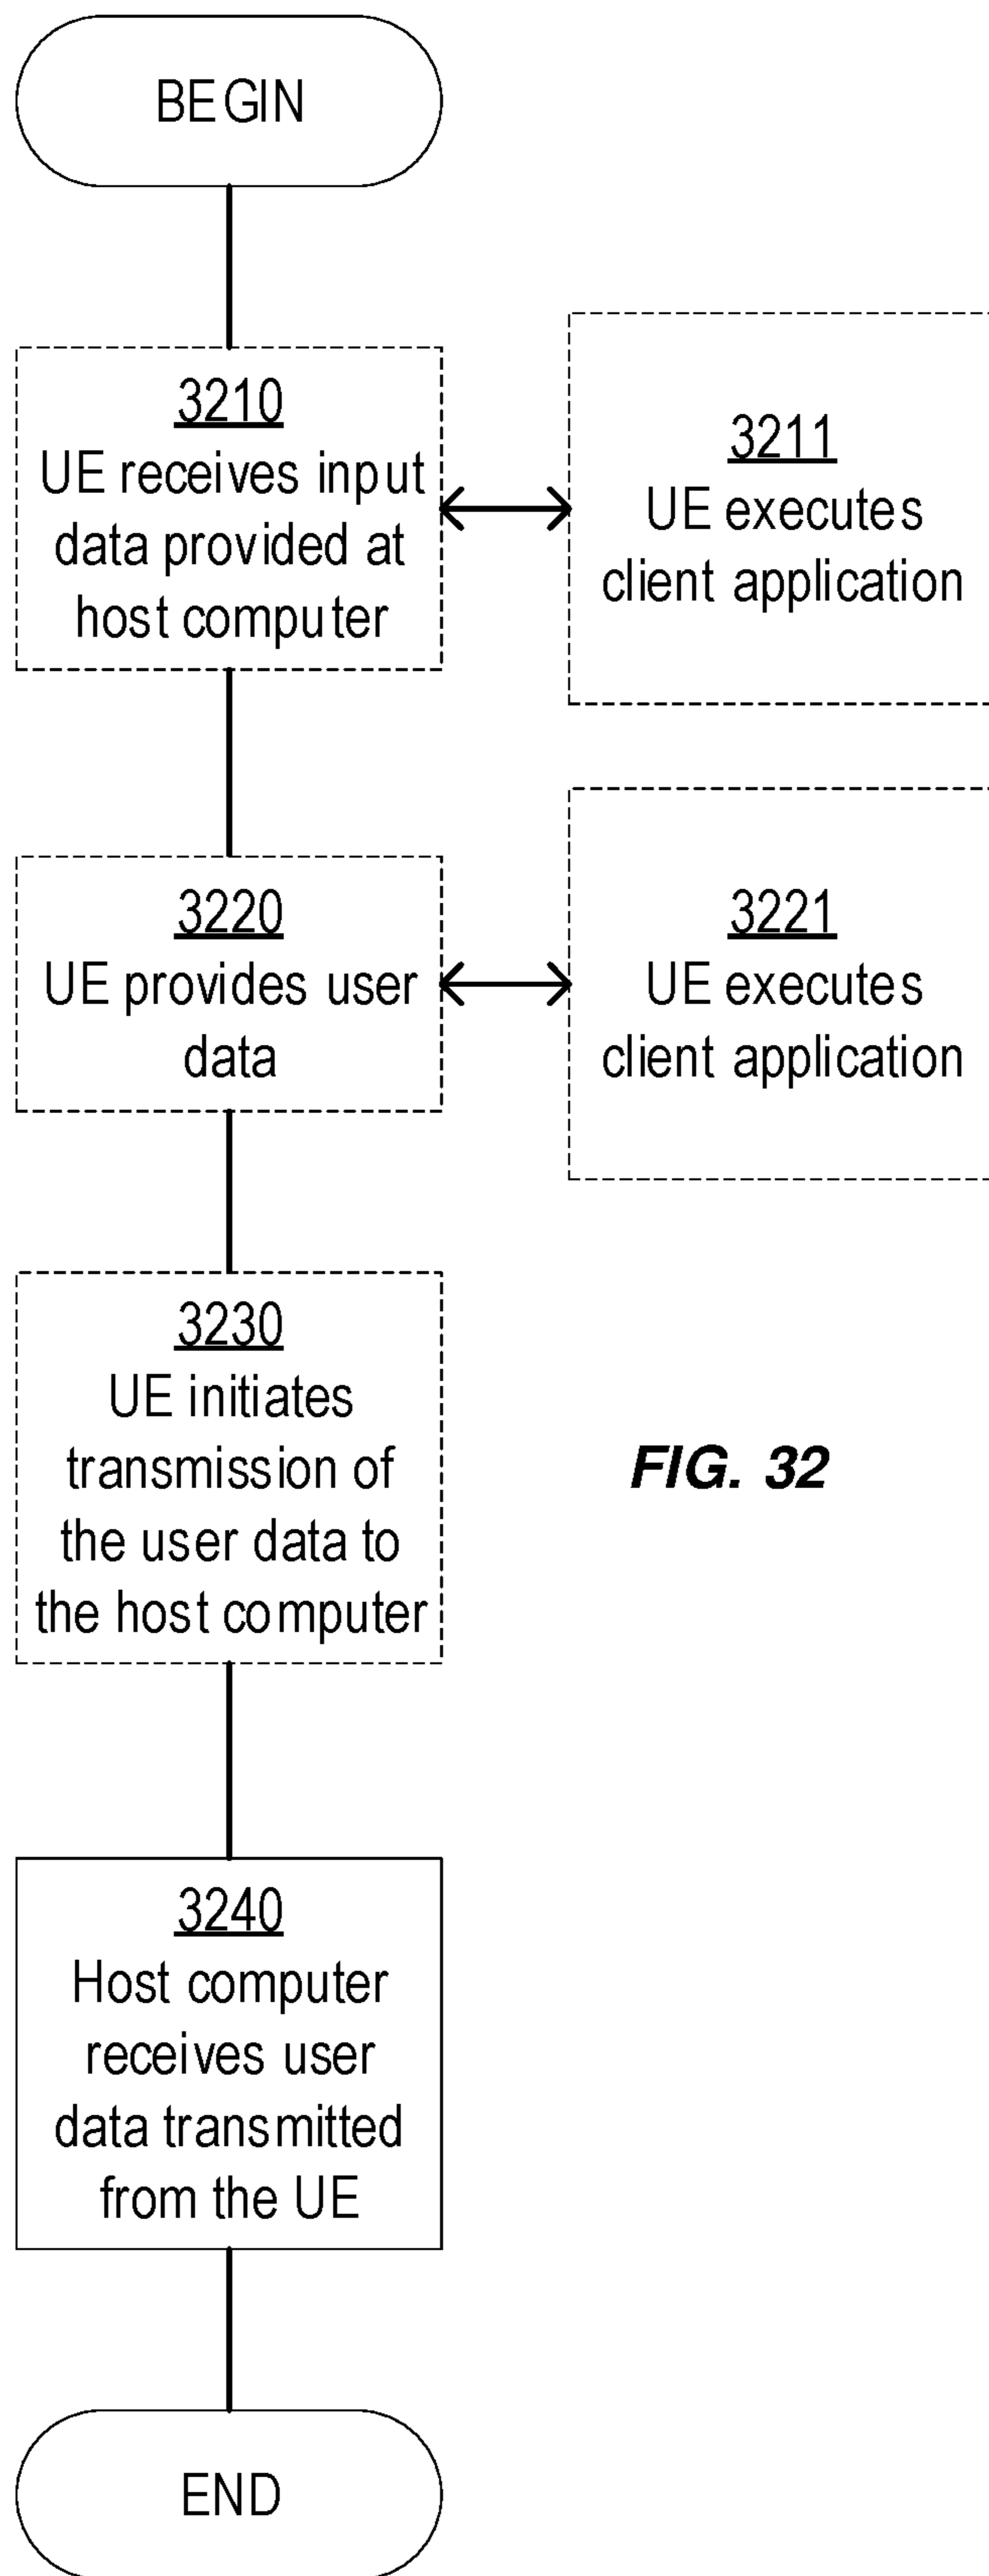 BEGIN
3210
UE receives input
data provided at
host computer
3211
UE executes
client application
3220
UE provides user
data
3221
UE executes
client application
3230
UE initiates
transmission of
the user data to
the host computer
FIG. 32
3240
Host computer
receives user
data transmitted
from the UE
END